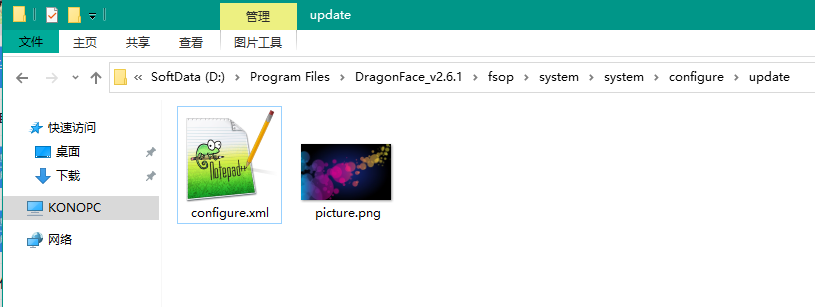 管理
update
文件
主页
共享
查看
图片工具
« SoftData (D:) > Program Files > DragonFace_v2.6.1 > fsop > system > system > configure > update
快速访问
桌面
下载
KONOPC
网络
Notepad++
configure.xml
picture.png